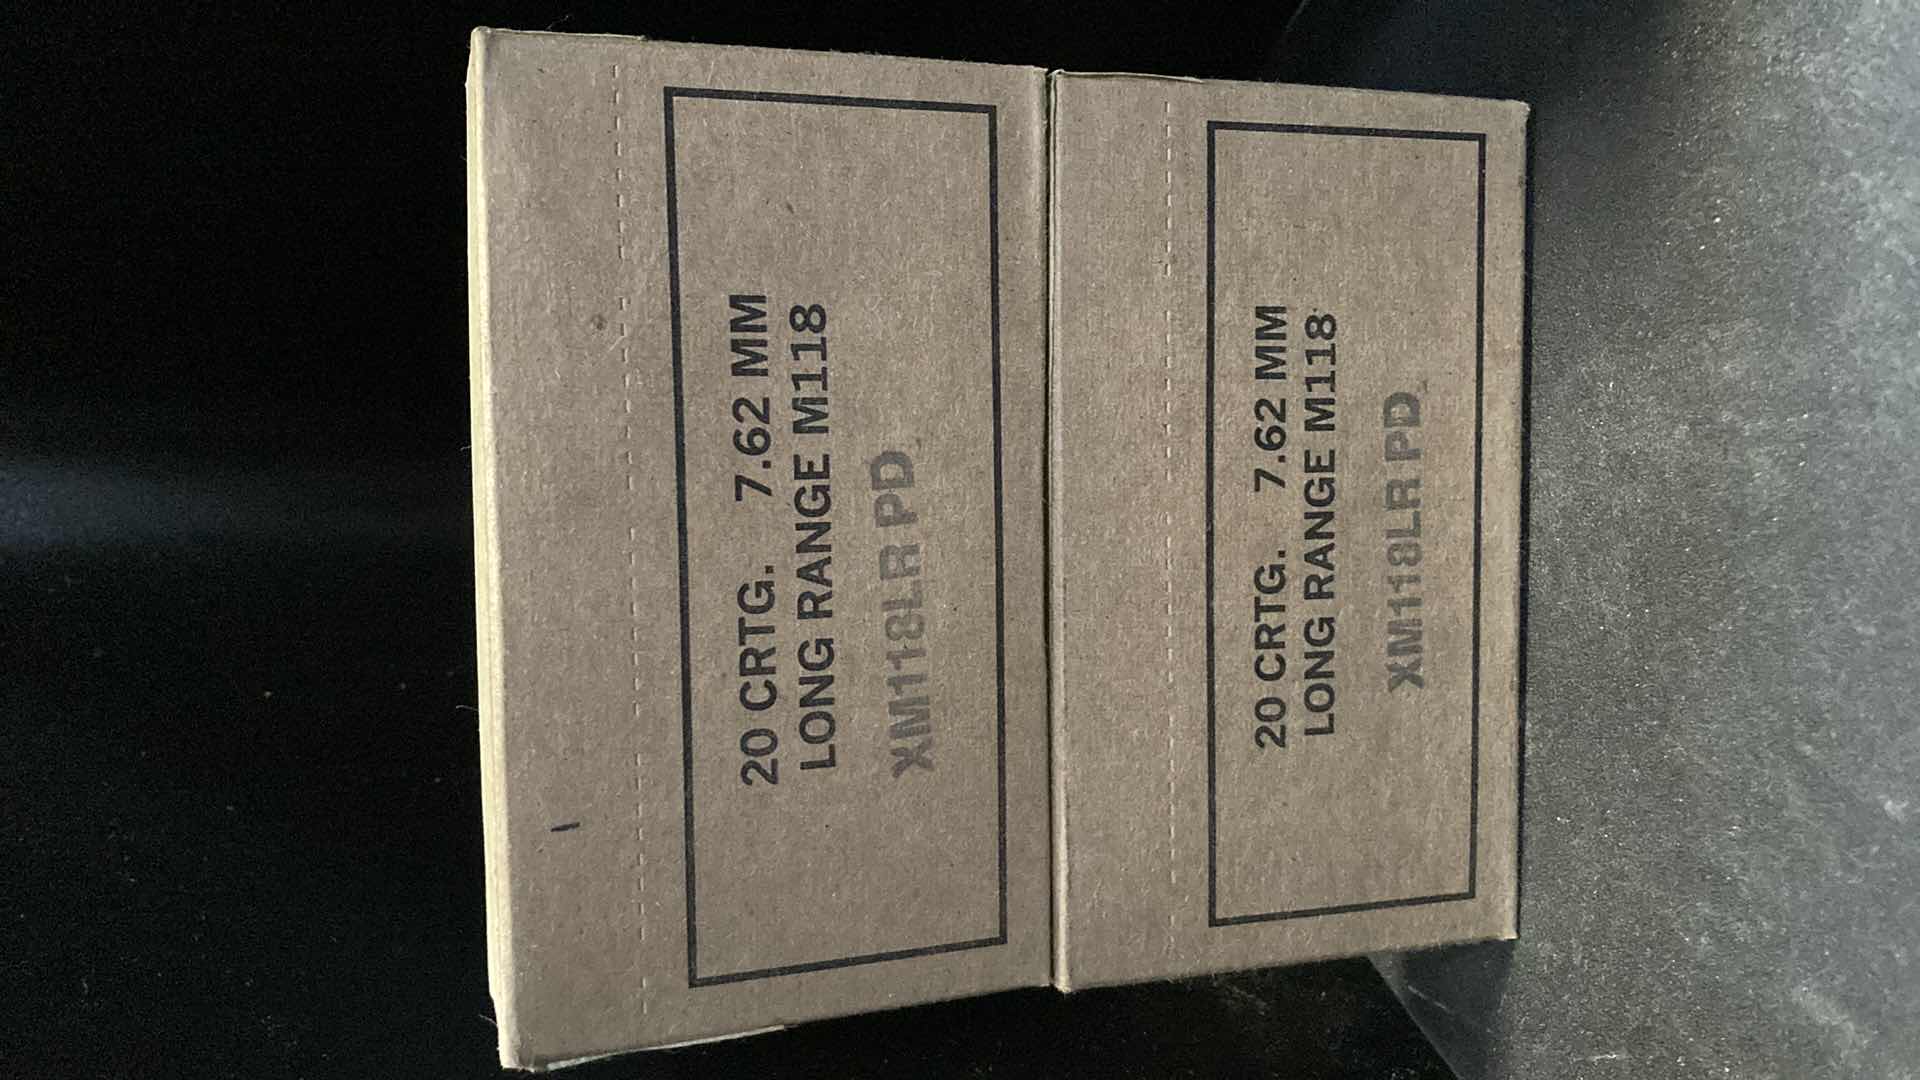 20 CRTG. 7.62 MM
LONG RANGE M118
XM118LR PD
20 CRTG. 7.62 MM
LONG RANGE M118
XM118LR PD